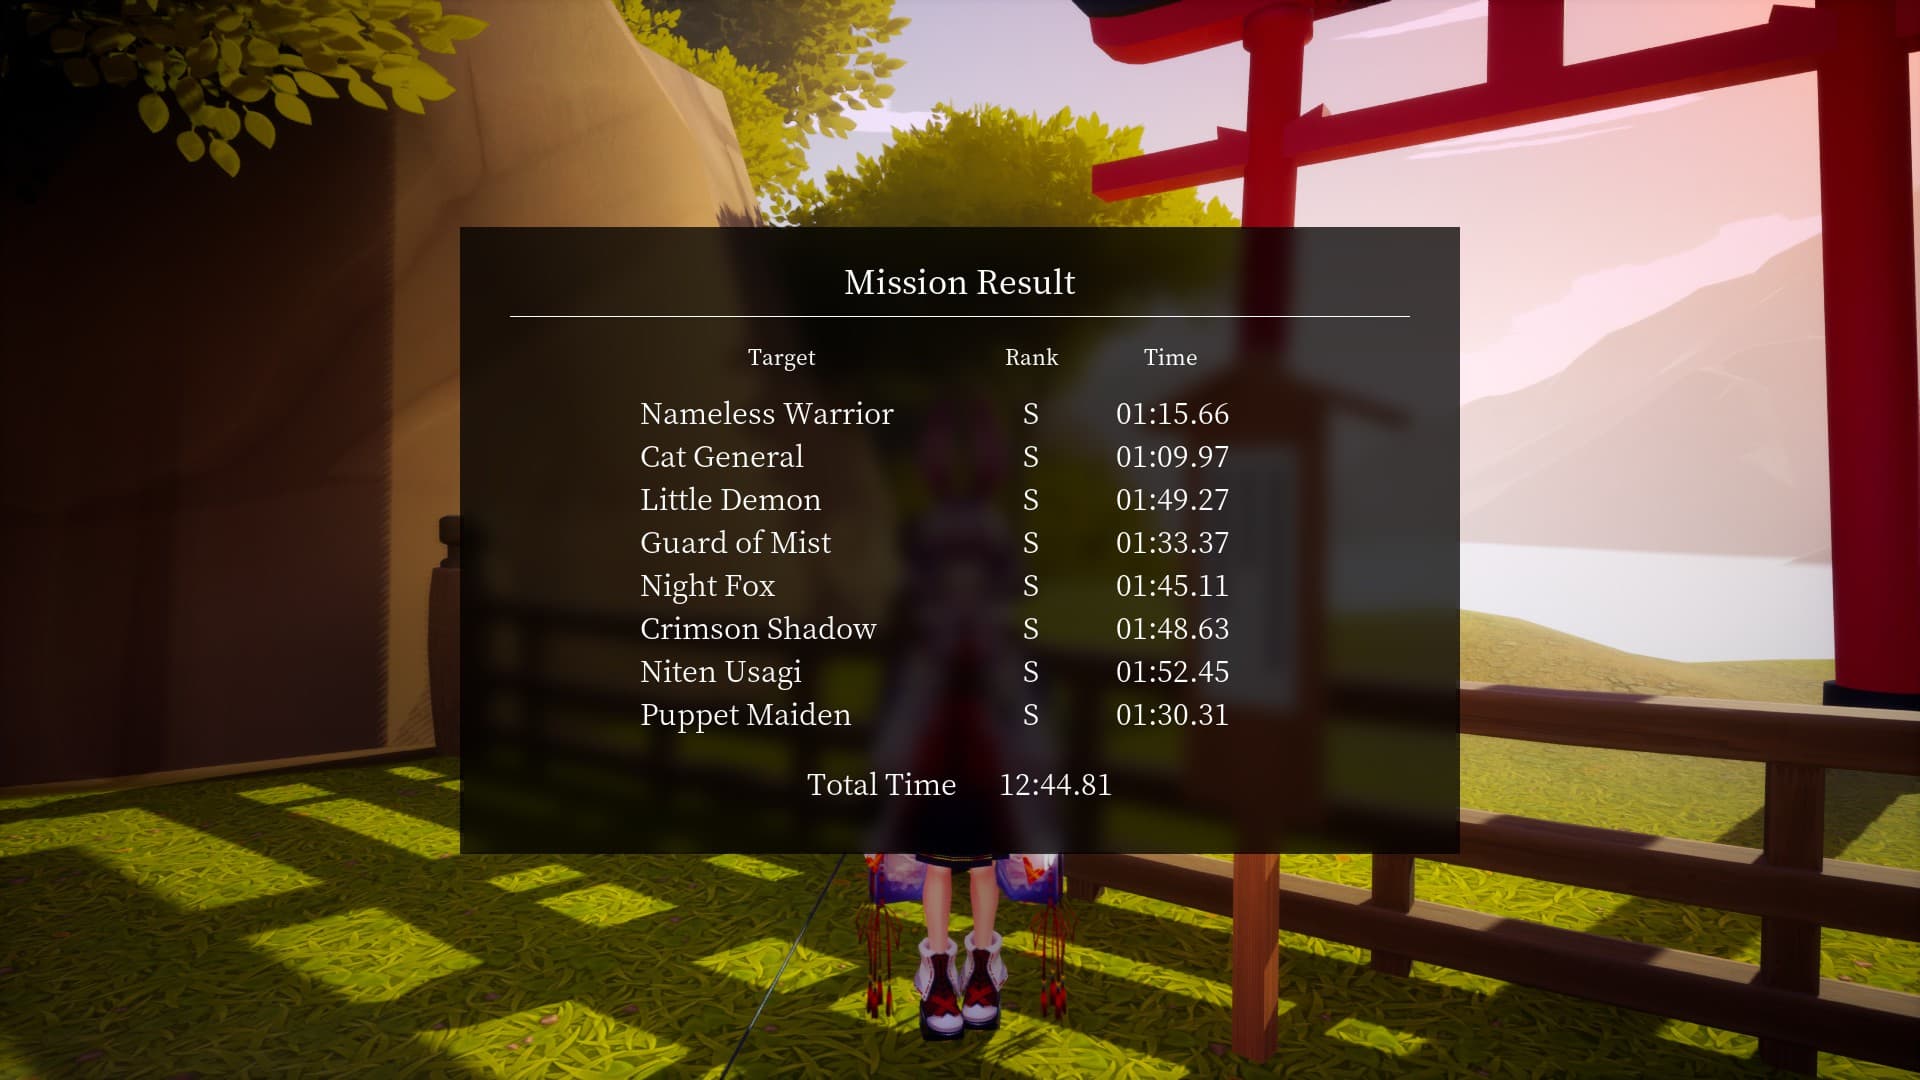 Mission Result
Target Rank Time
Nameless Warrior S 01:15.66
Cat General S 01:09.97
Little Demon S 01:49.27
Guard of Mist S 01:33.37
Night Fox S 01:45.11
Crimson Shadow S 01:48.63
Niten Usagi S 01:52.45
Puppet Maiden S 01:30.31
Total Time 12:44.81